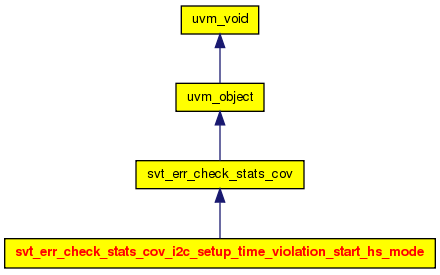 uvm_void
uvm_object
svt_err_check_stats_cov
svt_err_check_stats_cov_i2c_setup_time_violation_start_hs_mode